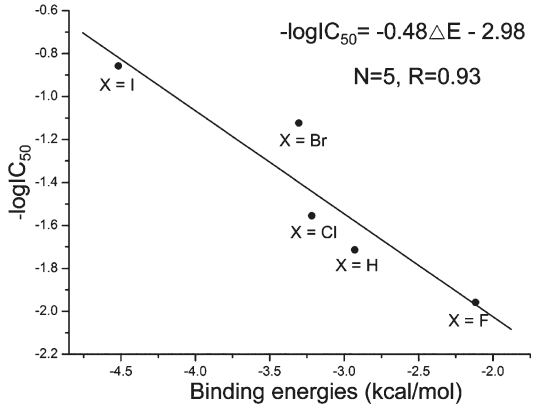 -logIC50= -0.48△E - 2.98
N=5, R=0.93
-0.6
-0.8
-1.0
-1.2
-1.4
-1.6
-1.8
-2.0
-2.2
-logIC50
X = I
X = Br
X = Cl
X = H
X = F
-4.5 -4.0 -3.5 -3.0 -2.5 -2.0
Binding energies (kcal/mol)